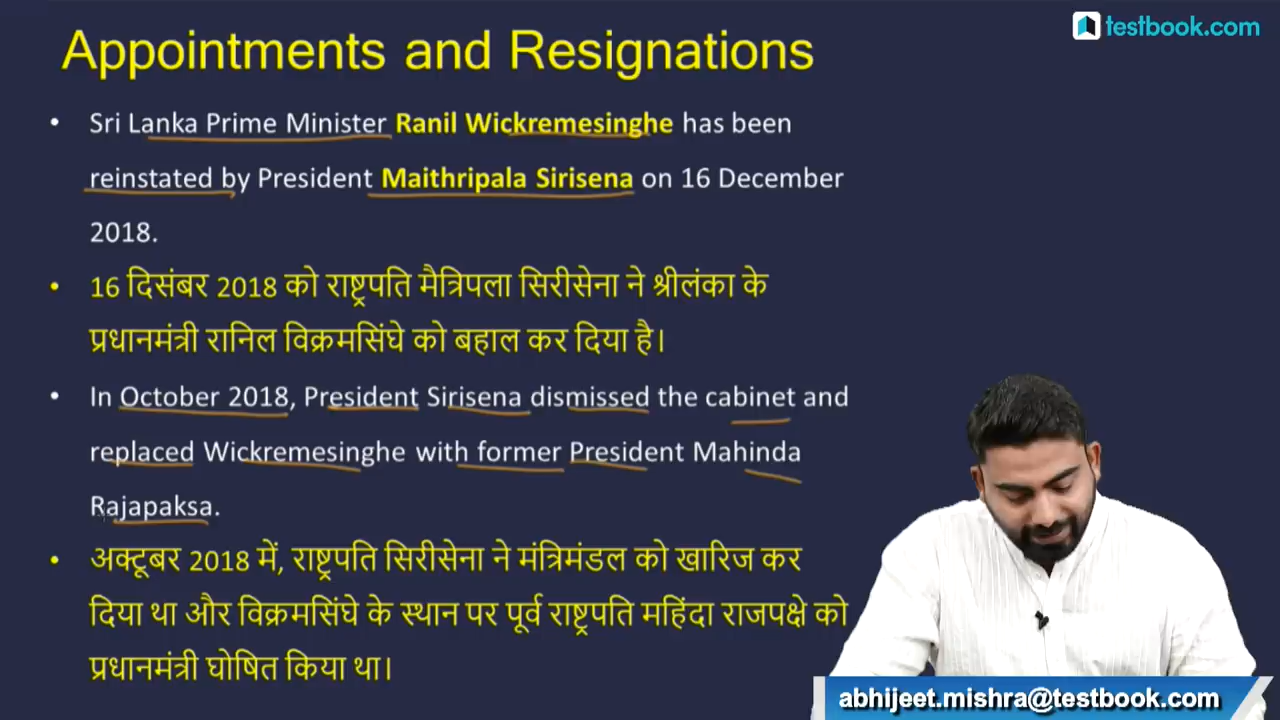 testbook.com
Appointments and Resignations
• Sri Lanka Prime Minister Ranil Wickremesinghe has been
reinstated by President Maithripala Sirisena on 16 December
2018.
• 16 दिसंबर 2018 को राष्ट्रपति मैत्रिपला सिरीसेना ने श्रीलंका के
प्रधानमंत्री रानिल विक्रमसिंघे को बहाल कर दिया है।
• In October 2018, President Sirisena dismissed the cabinet and
replaced Wickremesinghe with former President Mahinda
Rajapaksa.
• अक्टूबर 2018 में, राष्ट्रपति सिरीसेना ने मंत्रिमंडल को खारिज कर
दिया था और विक्रमसिंघे के स्थान पर पूर्व राष्ट्रपति महिंदा राजपक्षे को
प्रधानमंत्री घोषित किया था।
abhijeet.mishra@testbook.com